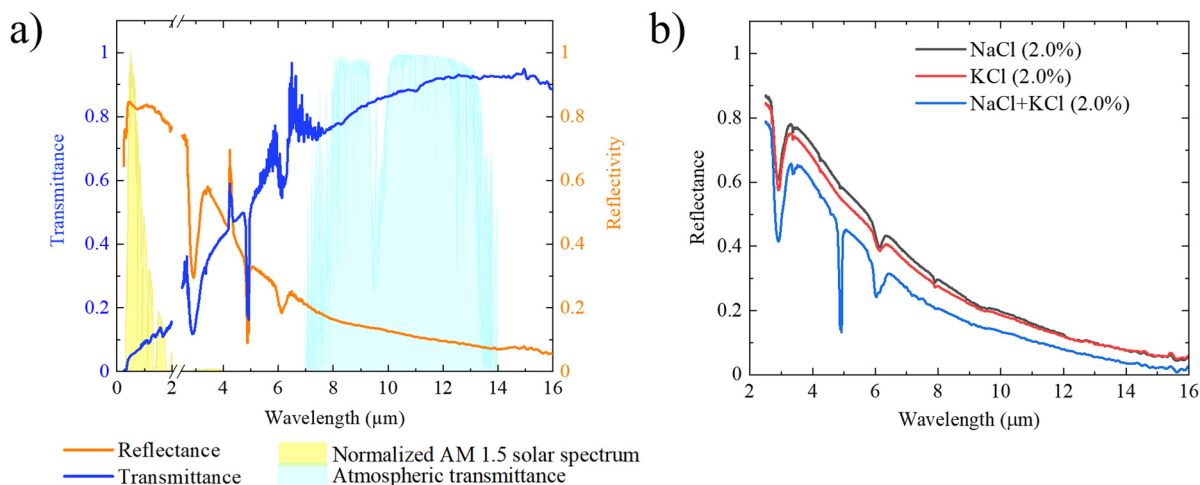 a)
1
0.8
0.6
0.4
0.2
0
Transmittance
1
0.8
0.6
0.4
0.2
0
Reflectivity
0 2 4 6 8 10 12 14 16
Wavelength (μm)
Reflectance
Transmittance
Normalized AM 1.5 solar spectrum
Atmospheric transmittance
b)
1
0.8
0.6
0.4
0.2
0
Reflectance
NaCl (2.0%)
KCl (2.0%)
NaCl+KCl (2.0%)
2 4 6 8 10 12 14 16
Wavelength (μm)